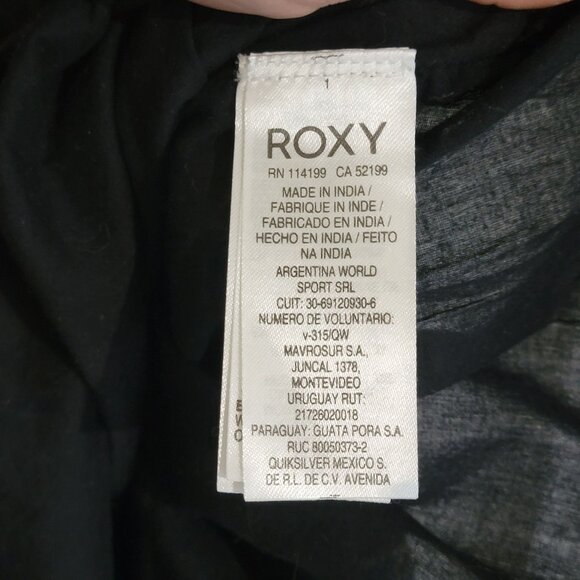 1
ROXY
RN 114199 CA 52199
MADE IN INDIA /
FABRIQUE IN INDE /
FABRICADO EN INDIA /
HECHO EN INDIA / FEITO
NA INDIA
ARGENTINA WORLD
SPORT SRL
CUIT: 30-69120930-6
NUMERO DE VOLUNTARIO:
v-315/QW
MAVROSUR S.A.,
JUNCAL 1378,
MONTEVIDEO
URUGUAY RUT:
21726020018
PARAGUAY: GUATA PORA S.A.
RUC 80050373-2
QUIKSILVER MEXICO S.
DE R.L. DE C.V. AVENIDA